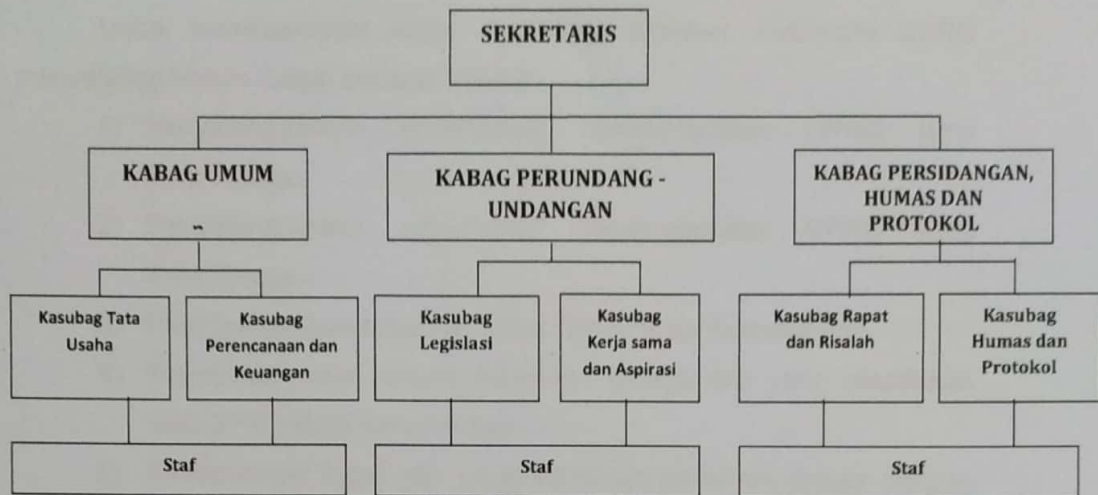 SEKRETARIS
KABAG UMUM
KABAG PERUNDANG -
UNDANGAN
KABAG PERSIDANGAN,
HUMAS DAN
PROTOKOL
Kasubag Tata
Usaha
Kasubag
Perencanaan dan
Keuangan
Kasubag
Legislasi
Kasubag
Kerja sama
dan Aspirasi
Kasubag Rapat
dan Risalah
Kasubag
Humas dan
Protokol
Staf
Staf
Staf